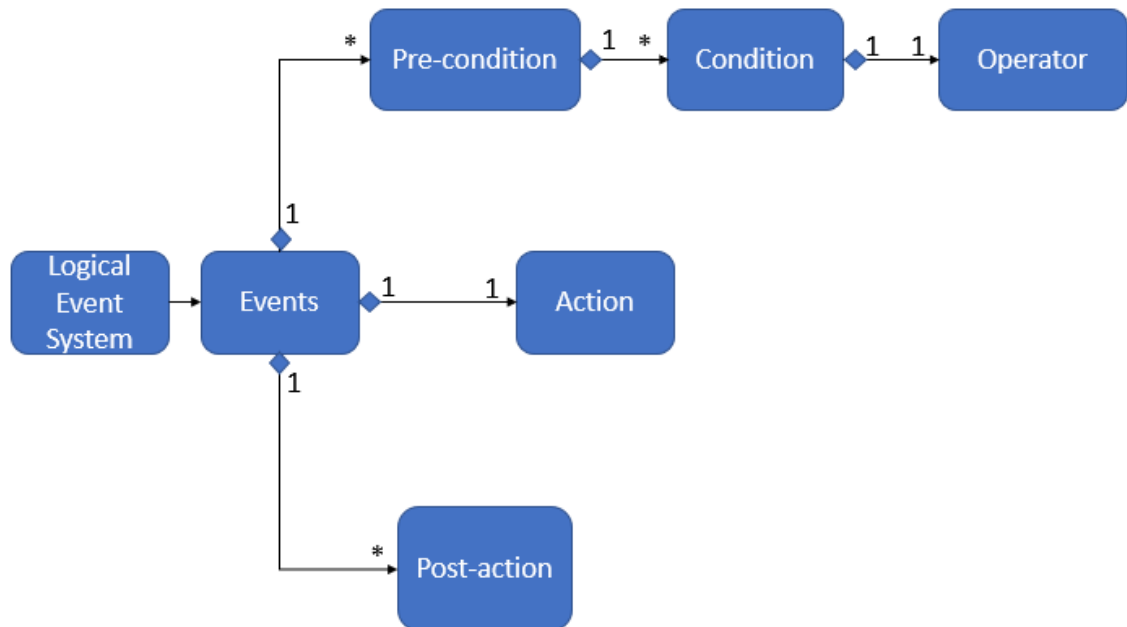 * Pre-condition 1 * Condition 1 1 Operator
1
Logical
Event
System
Events 1 1 Action
1
* Post-action